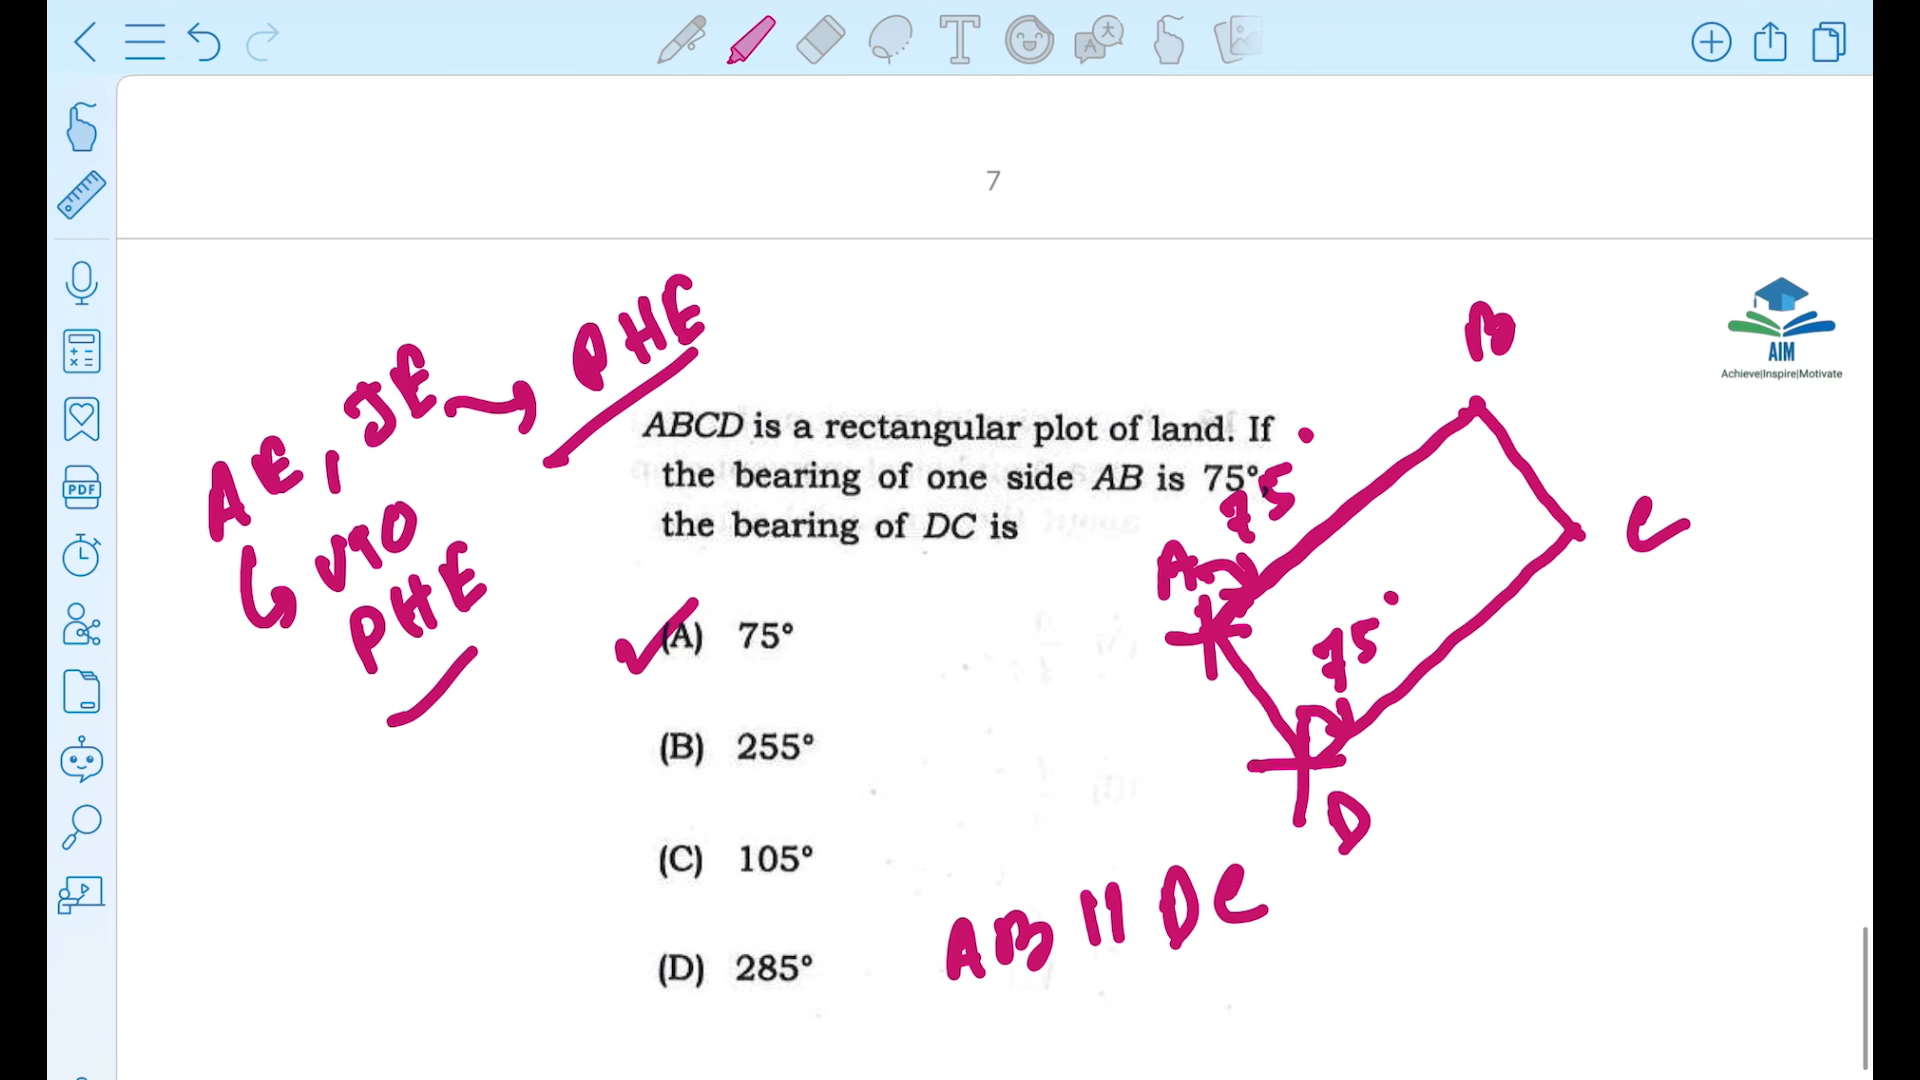 7
AIM
Achieve|Inspire|Motivate
AE, JE → PHE
PHE
ABCD is a rectangular plot of land. If
the bearing of one side AB is 75°,
the bearing of DC is
(A) 75°
(B) 255°
(C) 105°
(D) 285°
B
75°
A
C
75°
D
AB || DC
PDF
T